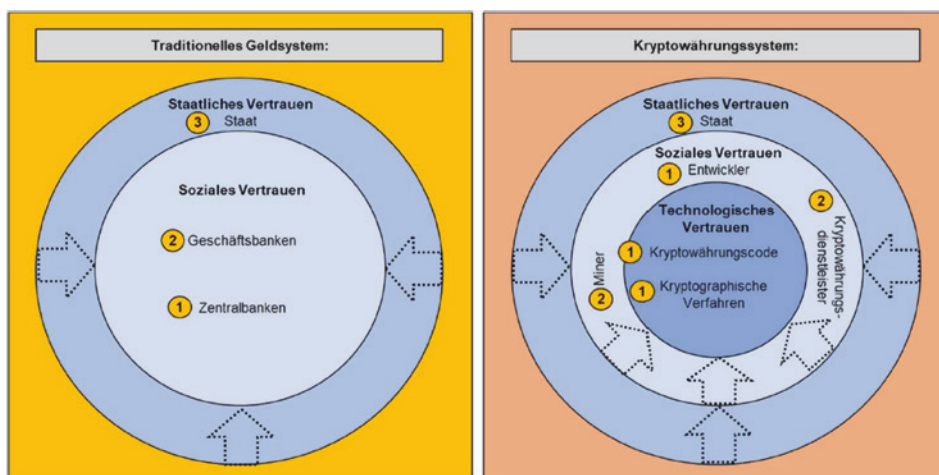 Traditionelles Geldsystem:
Staatliches Vertrauen
3 Staat
Soziales Vertrauen
2 Geschäftsbanken
1 Zentralbanken
Kryptowährungssystem:
Staatliches Vertrauen
3 Staat
Soziales Vertrauen
1 Entwickler
2 Kryptowährungs-
dienstleister
Technologisches
Vertrauen
1 Kryptowährungscode
1 Kryptographische
Verfahren
2 Miner